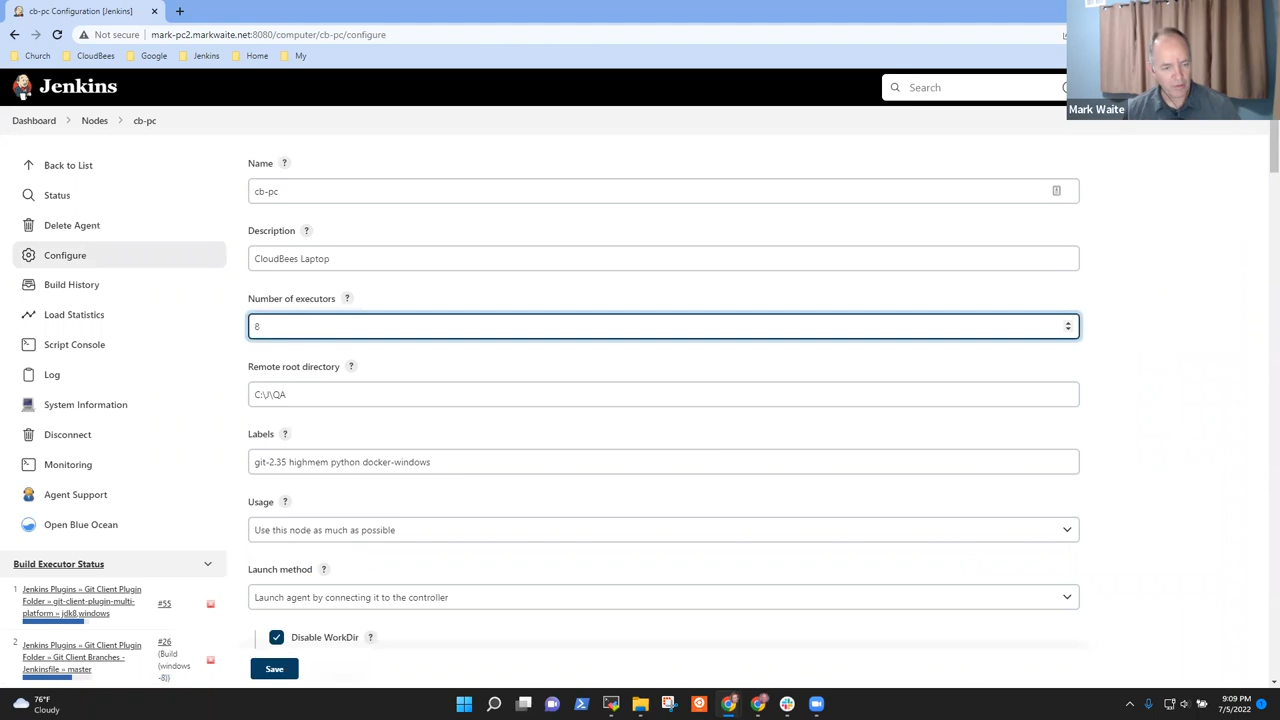 cb-pc Configuration [Jenkins]
Not secure
mark-pc2.markwaite.net:8080/computer/cb-pc/configure
Church
CloudBees
Google
Jenkins
Home
My
Jenkins
Search
Mark Waite
Dashboard
Nodes
cb-pc
Back to List
Status
Delete Agent
Configure
Build History
Load Statistics
Script Console
Log
System Information
Disconnect
Monitoring
Agent Support
Open Blue Ocean
Build Executor Status
1 Jenkins Plugins » Git Client Plugin #55
Folder » git-client-plugin-multi-
platform » jdk8,windows
2 Jenkins Plugins » Git Client Plugin #26
Folder » Git Client Branches - (Build
Jenkinsfile » master (windows
-8))
Name ?
cb-pc
Description ?
CloudBees Laptop
Number of executors ?
8
Remote root directory ?
C:\J\QA
Labels ?
git-2.35 highmem python docker-windows
Usage ?
Use this node as much as possible
Launch method ?
Launch agent by connecting it to the controller
Disable WorkDir ?
Save
76°F
Cloudy
9:09 PM
7/5/2022